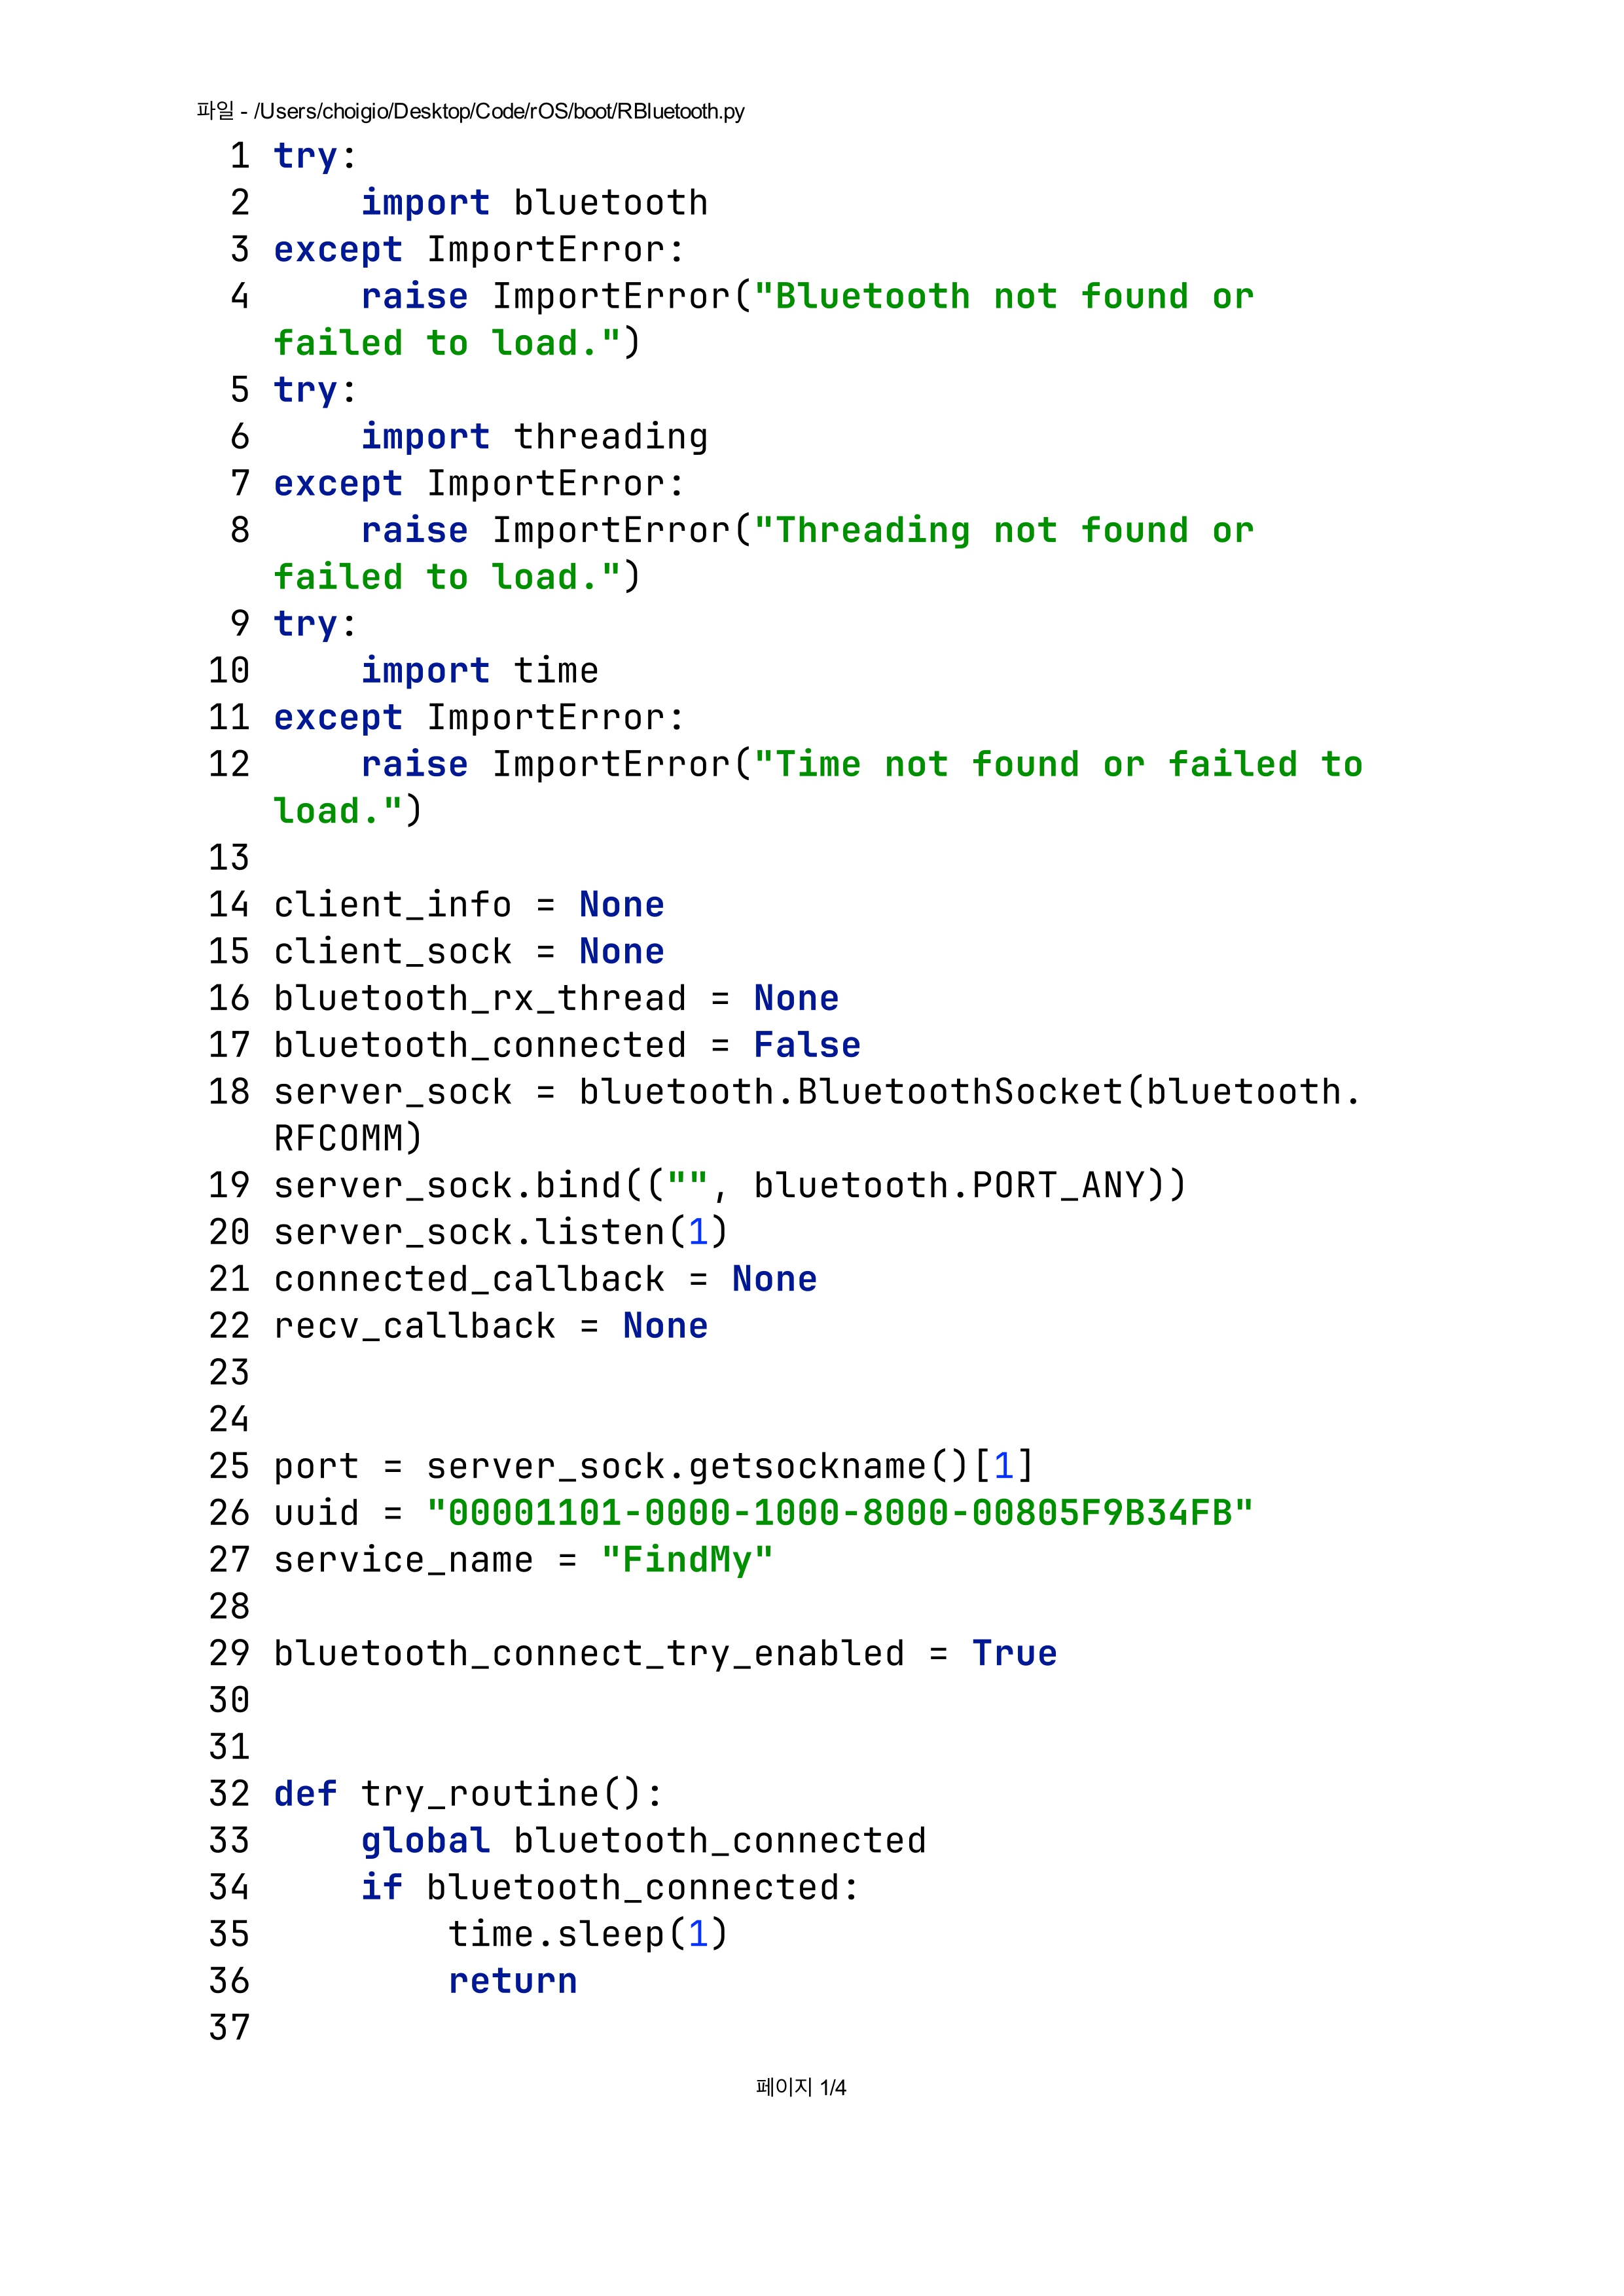 파일 - /Users/choigio/Desktop/Code/rOS/boot/RBluetooth.py
1 try:
2     import bluetooth
3 except ImportError:
4     raise ImportError("Bluetooth not found or
failed to load.")
5 try:
6     import threading
7 except ImportError:
8     raise ImportError("Threading not found or
failed to load.")
9 try:
10     import time
11 except ImportError:
12     raise ImportError("Time not found or failed to
load.")
13
14 client_info = None
15 client_sock = None
16 bluetooth_rx_thread = None
17 bluetooth_connected = False
18 server_sock = bluetooth.BluetoothSocket(bluetooth.
RFCOMM)
19 server_sock.bind(("", bluetooth.PORT_ANY))
20 server_sock.listen(1)
21 connected_callback = None
22 recv_callback = None
23
24
25 port = server_sock.getsockname()[1]
26 uuid = "00001101-0000-1000-8000-00805F9B34FB"
27 service_name = "FindMy"
28
29 bluetooth_connect_try_enabled = True
30
31
32 def try_routine():
33     global bluetooth_connected
34     if bluetooth_connected:
35         time.sleep(1)
36         return
37
페이지 1/4